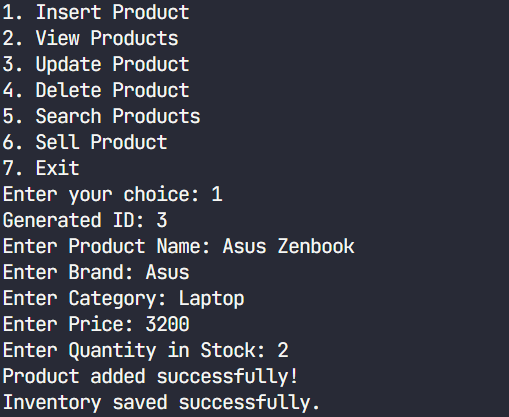 1. Insert Product
2. View Products
3. Update Product
4. Delete Product
5. Search Products
6. Sell Product
7. Exit
Enter your choice: 1
Generated ID: 3
Enter Product Name: Asus Zenbook
Enter Brand: Asus
Enter Category: Laptop
Enter Price: 3200
Enter Quantity in Stock: 2
Product added successfully!
Inventory saved successfully.